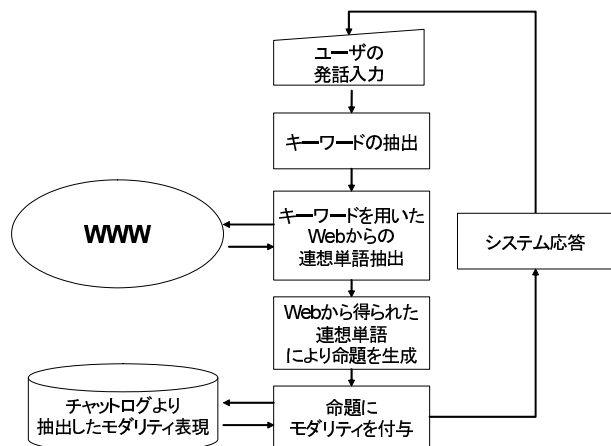 ユーザの
発話入力
キーワードの抽出
キーワードを用いた
Webからの
連想単語抽出
WWW
システム応答
Webから得られた
連想単語
により命題を生成
チャットログより
抽出したモダリティ表現
命題に
モダリティを付与